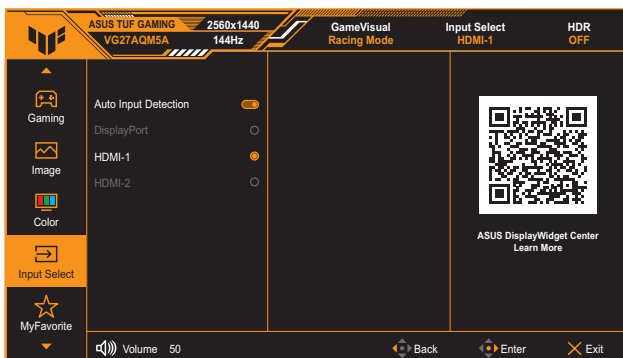 ASUS TUF GAMING 2560x1440 GameVisual Input Select HDR
VG27AQM5A 144Hz Racing Mode HDMI-1 OFF
Gaming
Image
Color
Input Select
MyFavorite
Auto Input Detection
DisplayPort
HDMI-1
HDMI-2
ASUS DisplayWidget Center
Learn More
Volume 50 Back Enter Exit